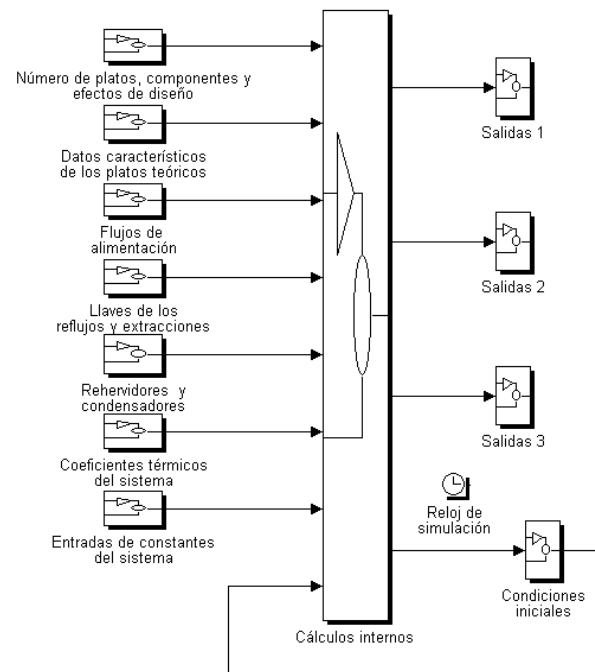 Número de platos, componentes y
efectos de diseño
Datos característicos
de los platos teóricos
Flujos de
alimentación
Llaves de los
reflujos y extracciones
Rehervidores y
condensadores
Coeficientes térmicos
del sistema
Entradas de constantes
del sistema
Cálculos internos
Salidas 1
Salidas 2
Salidas 3
Reloj de
simulación
Condiciones
iniciales